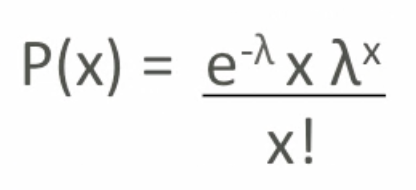 P(x) = e^-λ x λ^x
x!